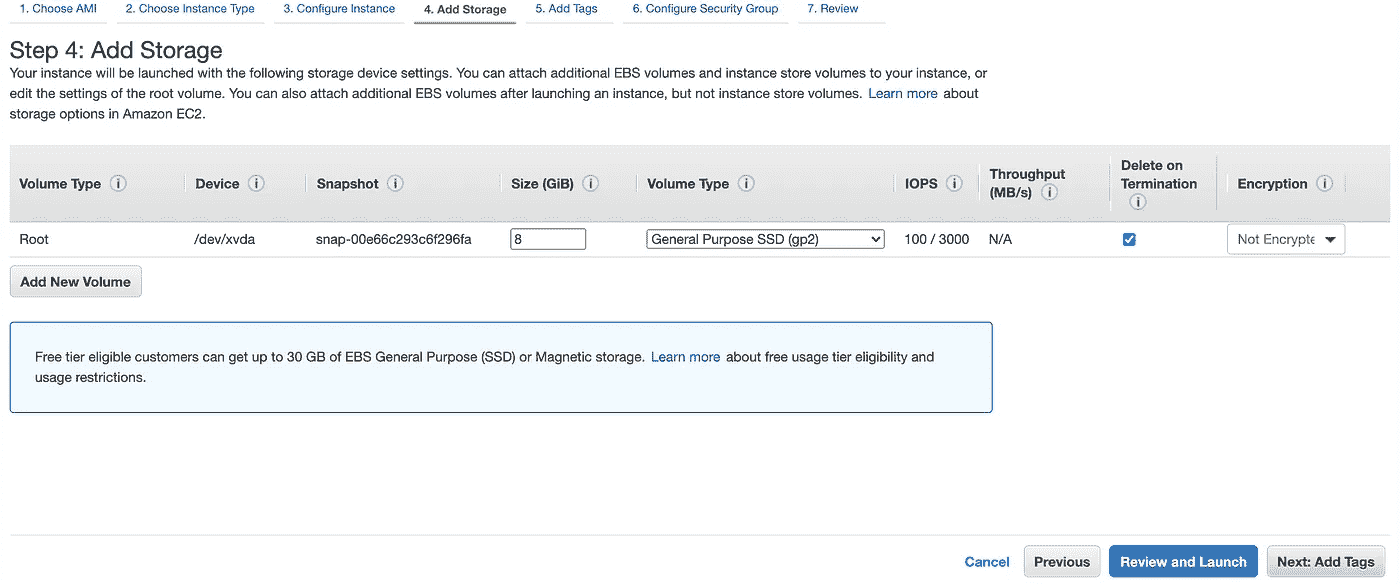 1. Choose AMI 2. Choose Instance Type 3. Configure Instance 4. Add Storage 5. Add Tags 6. Configure Security Group 7. Review
Step 4: Add Storage
Your instance will be launched with the following storage device settings. You can attach additional EBS volumes and instance store volumes to your instance, or
edit the settings of the root volume. You can also attach additional EBS volumes after launching an instance, but not instance store volumes. Learn more about
storage options in Amazon EC2.
Volume Type i Device i Snapshot i Size (GiB) i Volume Type i IOPS i Throughput (MB/s) i Delete on Termination i Encryption i
Root /dev/xvda snap-00e66c293c6f296fa 8 General Purpose SSD (gp2) 100 / 3000 N/A Not Encrypte
Add New Volume
Free tier eligible customers can get up to 30 GB of EBS General Purpose (SSD) or Magnetic storage. Learn more about free usage tier eligibility and
usage restrictions.
Cancel Previous Review and Launch Next: Add Tags